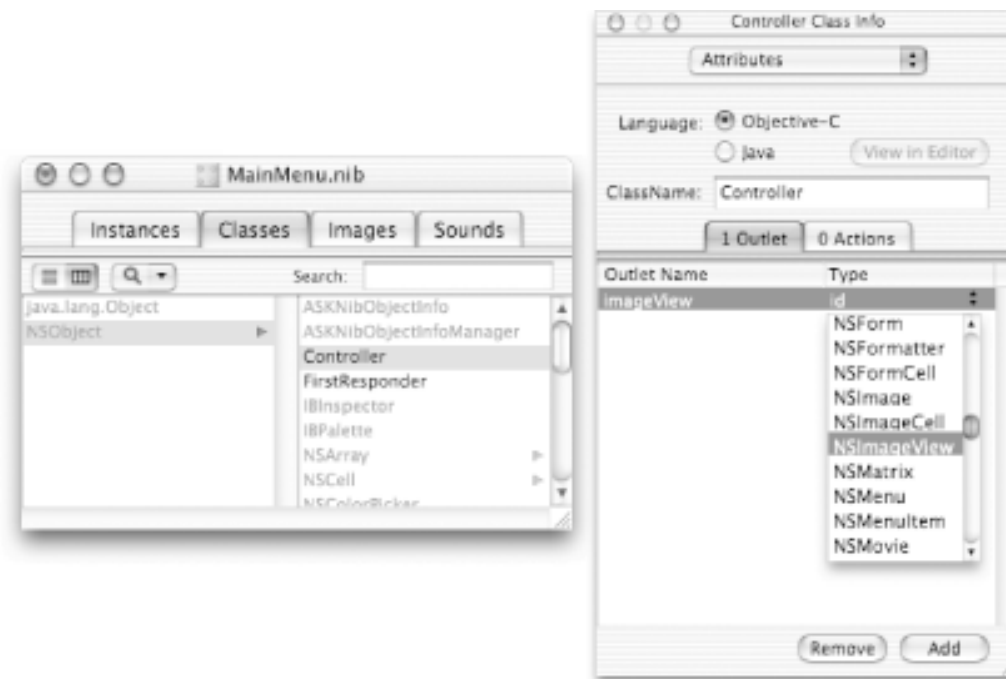 MainMenu.nib
Instances
Classes
Images
Sounds
Search:
java.lang.Object
NSObject
ASKNibObjectInfo
ASKNibObjectInfoManager
Controller
FirstResponder
IBInspector
IBPalette
NSArray
NSCell
NSColorPicker
Controller Class Info
Attributes
Language:
Objective-C
Java
View in Editor
ClassName: Controller
1 Outlet
0 Actions
Outlet Name
Type
imageView
id
NSForm
NSFormatter
NSFormCell
NSImage
NSImageCell
NSImageView
NSMatrix
NSMenu
NSMenuItem
NSMovie
Remove
Add